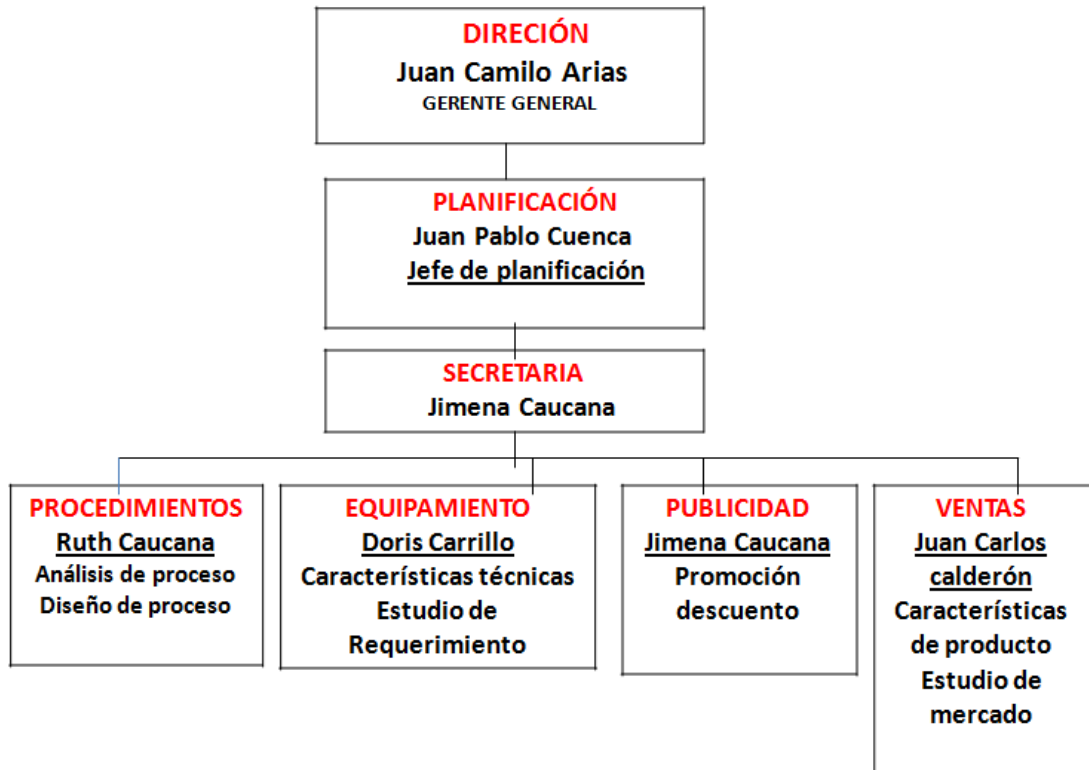 DIRECIÓN
Juan Camilo Arias
GERENTE GENERAL
PLANIFICACIÓN
Juan Pablo Cuenca
Jefe de planificación
SECRETARIA
Jimena Caucana
PROCEDIMIENTOS
Ruth Caucana
Análisis de proceso
Diseño de proceso
EQUIPAMIENTO
Doris Carrillo
Características técnicas
Estudio de
Requerimiento
PUBLICIDAD
Jimena Caucana
Promoción
descuento
VENTAS
Juan Carlos
calderón
Características
de producto
Estudio de
mercado